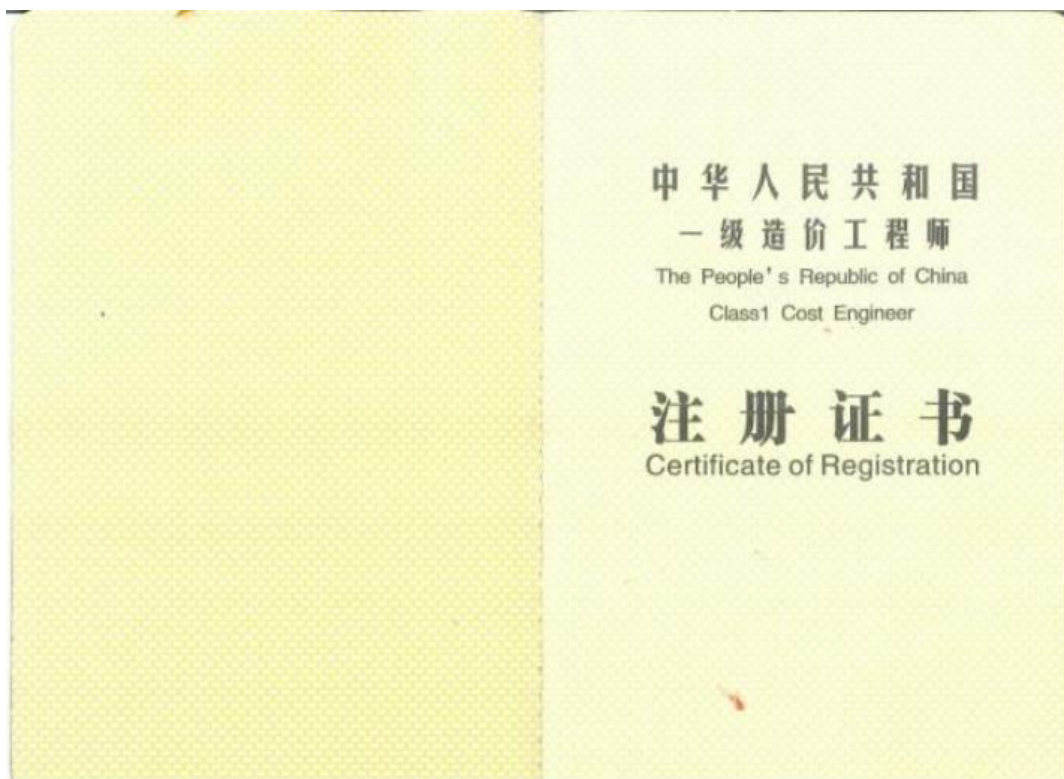 中华人民共和国
一级造价工程师
The People's Republic of China
Class1 Cost Engineer
注册证书
Certificate of Registration